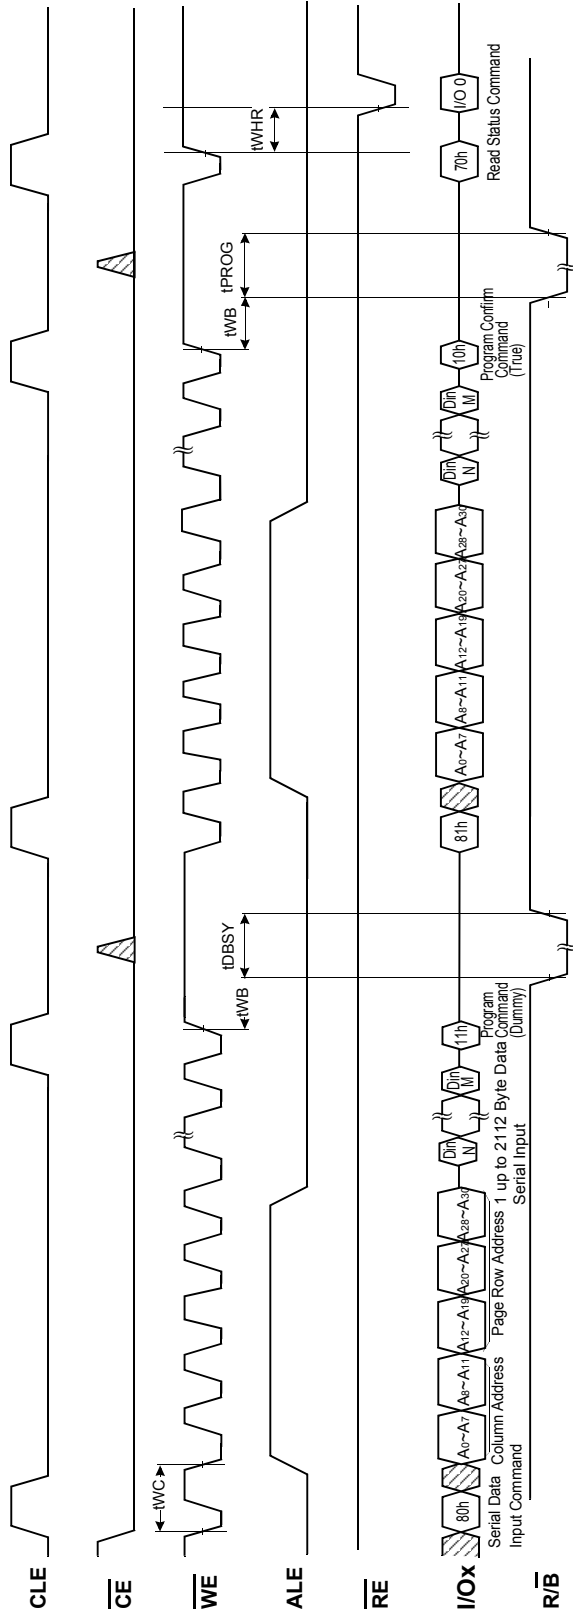 CLE
CE
WE
tWC
tWB
tDBSY
tWB
tPROG
tWHR
ALE
RE
I/Ox
80h
A0~A7
A8~A11
A12~A19
A20~A27
A28~A30
Din
N
Din
M
11h
81h
A0~A7
A8~A11
A12~A19
A20~A27
A28~A30
Din
N
Din
M
10h
70h
I/O 0
Serial Data
Input Command
Column Address
Page Row Address
1 up to 2112 Byte Data
Serial Input
Program
Command
(Dummy)
Program Confirm
Command
(True)
Read Status Command
R/B